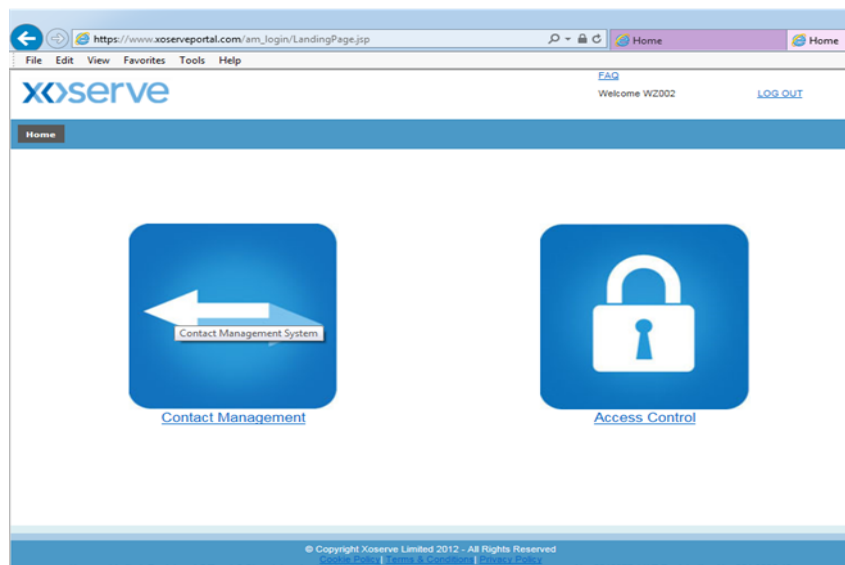 https://www.xoserveportal.com/am_login/LandingPage.jsp
Home
Home
File Edit View Favorites Tools Help
xoserve
FAQ
Welcome WZ002
LOG OUT
Home
Contact Management System
Contact Management
Access Control
© Copyright Xoserve Limited 2012 - All Rights Reserved
Cookie Policy| Terms & Conditions| Privacy Policy